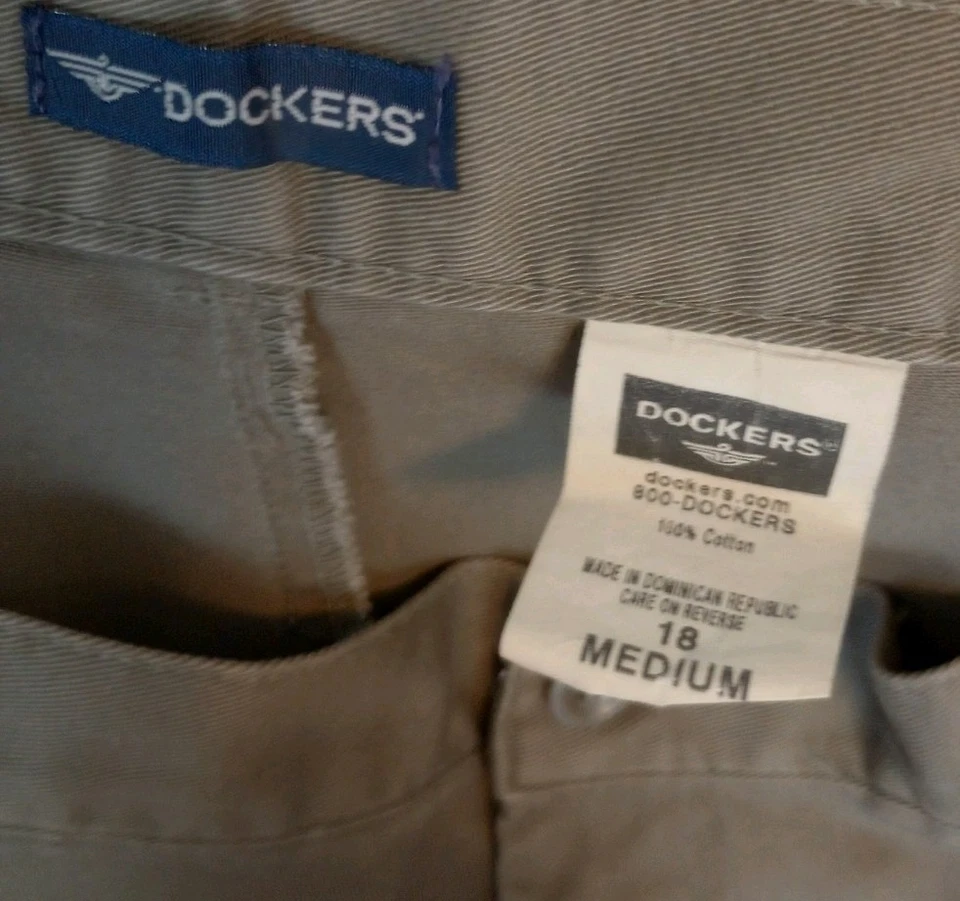 DOCKERS
DOCKERS®
dockers.com
800-DOCKERS
100% Cotton
MADE IN DOMINICAN REPUBLIC
CARE ON REVERSE
18
MEDIUM